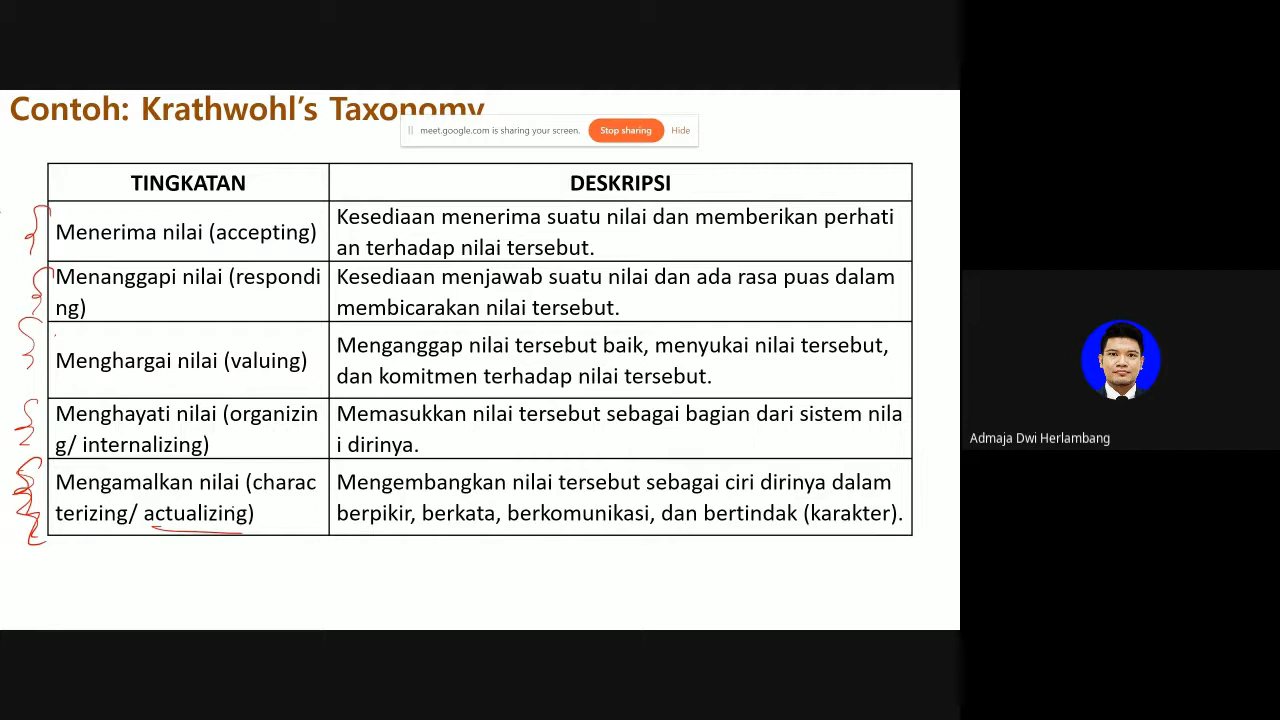 Contoh: Krathwohl's Taxonomy
meet.google.com is sharing your screen.
Stop sharing
Hide
TINGKATAN
DESKRIPSI
Menerima nilai (accepting)
Kesediaan menerima suatu nilai dan memberikan perhati
an terhadap nilai tersebut.
Menanggapi nilai (respondi
ng)
Kesediaan menjawab suatu nilai dan ada rasa puas dalam
membicarakan nilai tersebut.
Menghargai nilai (valuing)
Menganggap nilai tersebut baik, menyukai nilai tersebut,
dan komitmen terhadap nilai tersebut.
Menghayati nilai (organizin
g/ internalizing)
Memasukkan nilai tersebut sebagai bagian dari sistem nila
i dirinya.
Mengamalkan nilai (charac
terizing/ actualizing)
Mengembangkan nilai tersebut sebagai ciri dirinya dalam
berpikir, berkata, berkomunikasi, dan bertindak (karakter).
Admaja Dwi Herlambang